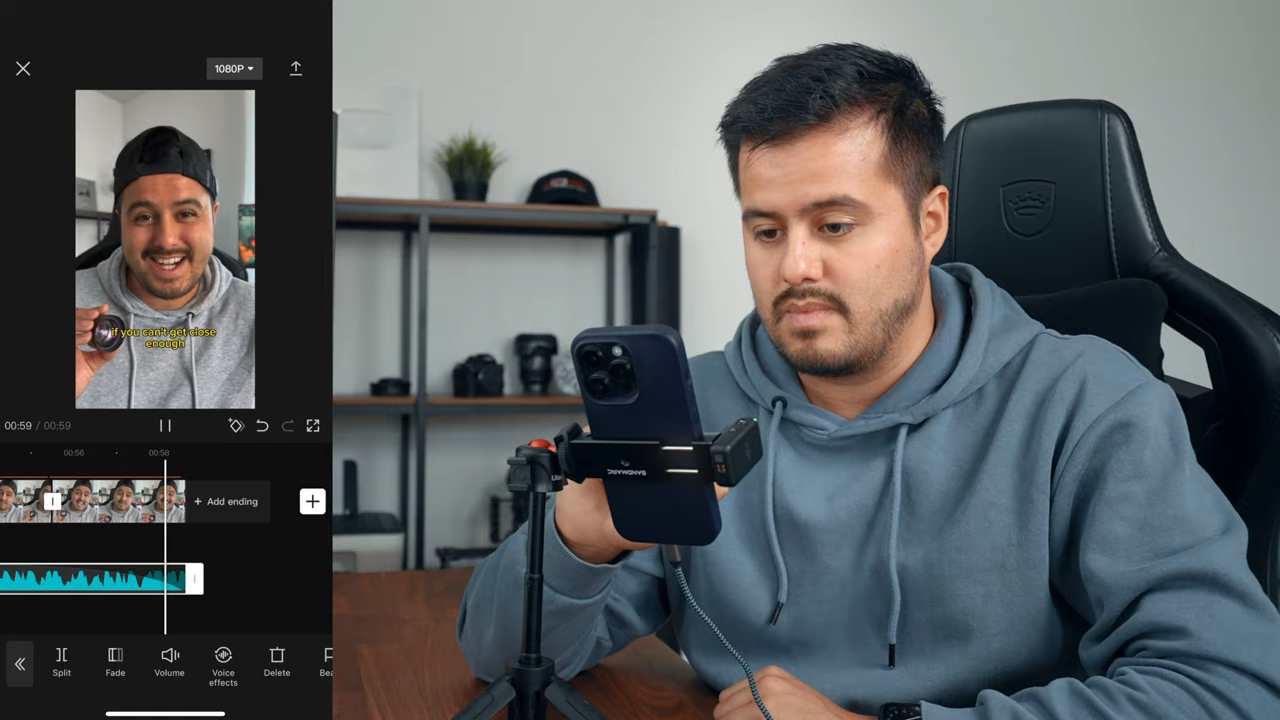 1080P
if you can't get close
enough
00:59 / 00:59
00:56
00:58
+ Add ending
Split
Fade
Volume
Voice
effects
Delete
Bea
SANDMARC